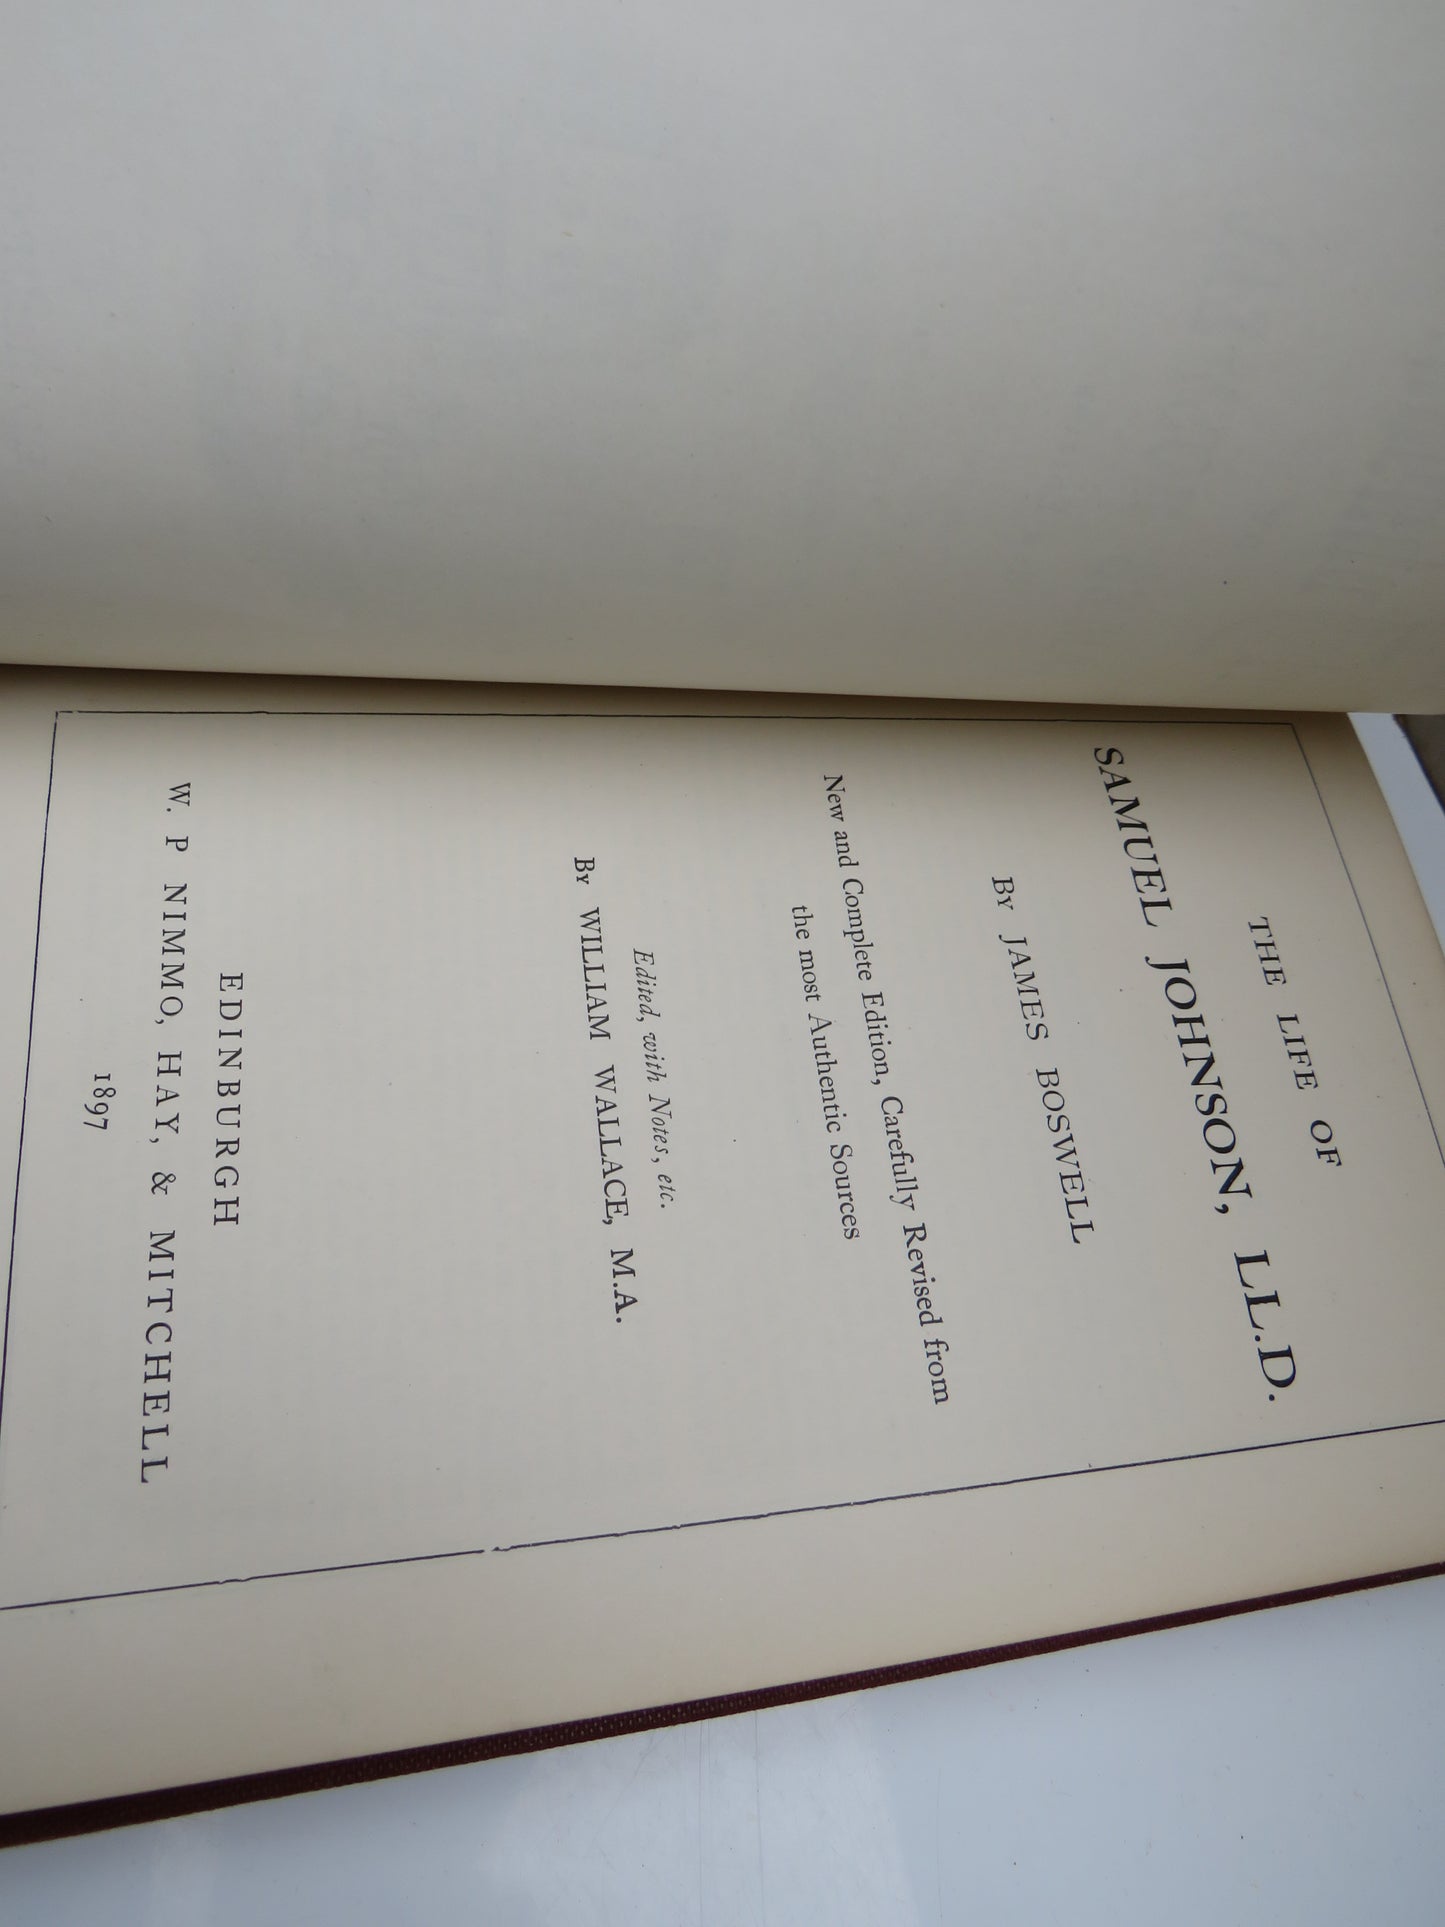 THE LIFE OF
SAMUEL JOHNSON, LL.D.
By JAMES BOSWELL
New and Complete Edition, Carefully Revised from
the most Authentic Sources
Edited, with Notes, etc.
By WILLIAM WALLACE, M.A.
EDINBURGH
W. P NIMMO, HAY, & MITCHELL
1897